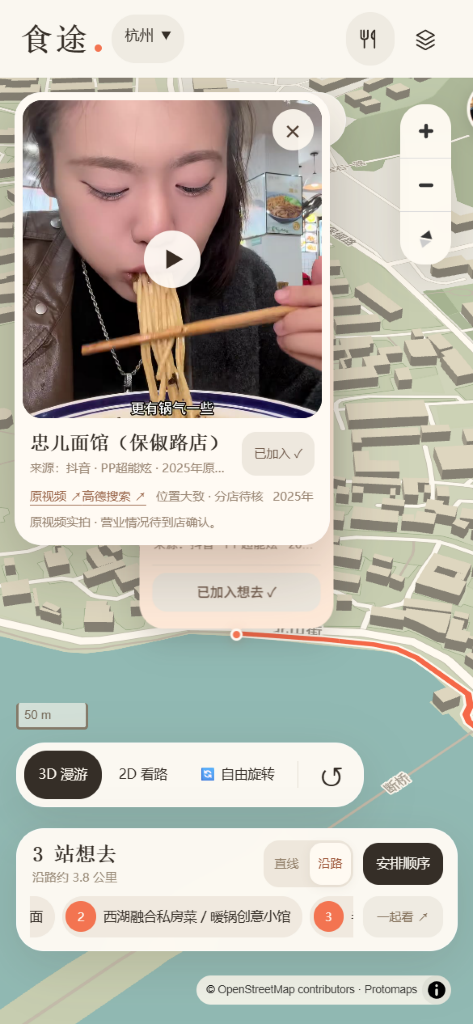 食途.
杭州 ▼
更有锅气一些
忠儿面馆（保俶路店）
已加入 ✓
来源：抖音 · PP超能炫 · 2025年原...
原视频 ↗ 高德搜索 ↗ 位置大致 · 分店待核 2025年
原视频实拍 · 营业情况待到店确认。
已加入想去 ✓
50 m
3D 漫游
2D 看路
自由旋转
断桥
3 站想去
沿路约 3.8 公里
直线
沿路
安排顺序
面
2 西湖融合私房菜 / 暖锅创意小馆
3
一起看 ↗
© OpenStreetMap contributors · Protomaps